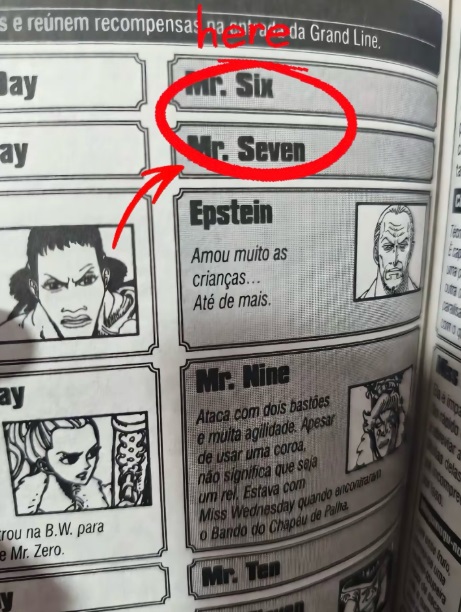 s e reúnem recompensas na entrada da Grand Line.
here
Day
Mr. Six
ay
Mr. Seven
Epstein
Amou muito as
crianças...
Até de mais.
ay
Mr. Nine
Ataca com dois bastões
e muita agilidade. Apesar
de usar uma coroa,
não significa que seja
um rei. Estava com
Miss Wednesday quando encontraram
o Bando do Chapéu de Palha.
trou na B.W. para
e Mr. Zero.
ay
Mr. Ten